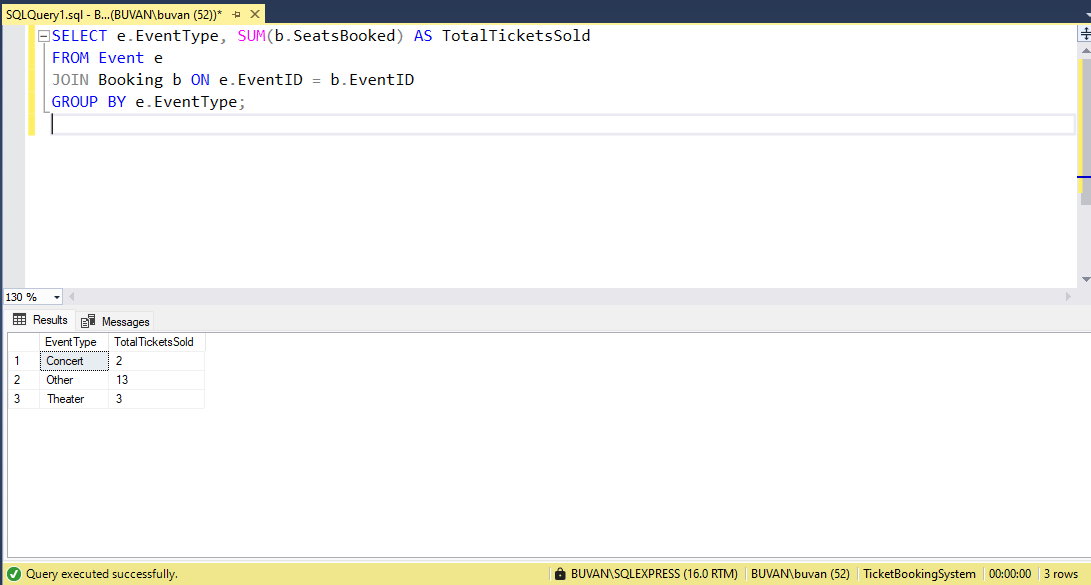 SQLQuery1.sql - B...(BUVAN\buvan (52))*
SELECT e.EventType, SUM(b.SeatsBooked) AS TotalTicketsSold
FROM Event e
JOIN Booking b ON e.EventID = b.EventID
GROUP BY e.EventType;
130 %
Results Messages
EventType TotalTicketsSold
1 Concert 2
2 Other 13
3 Theater 3
Query executed successfully. BUVAN\SQLEXPRESS (16.0 RTM) BUVAN\buvan (52) TicketBookingSystem 00:00:00 3 rows